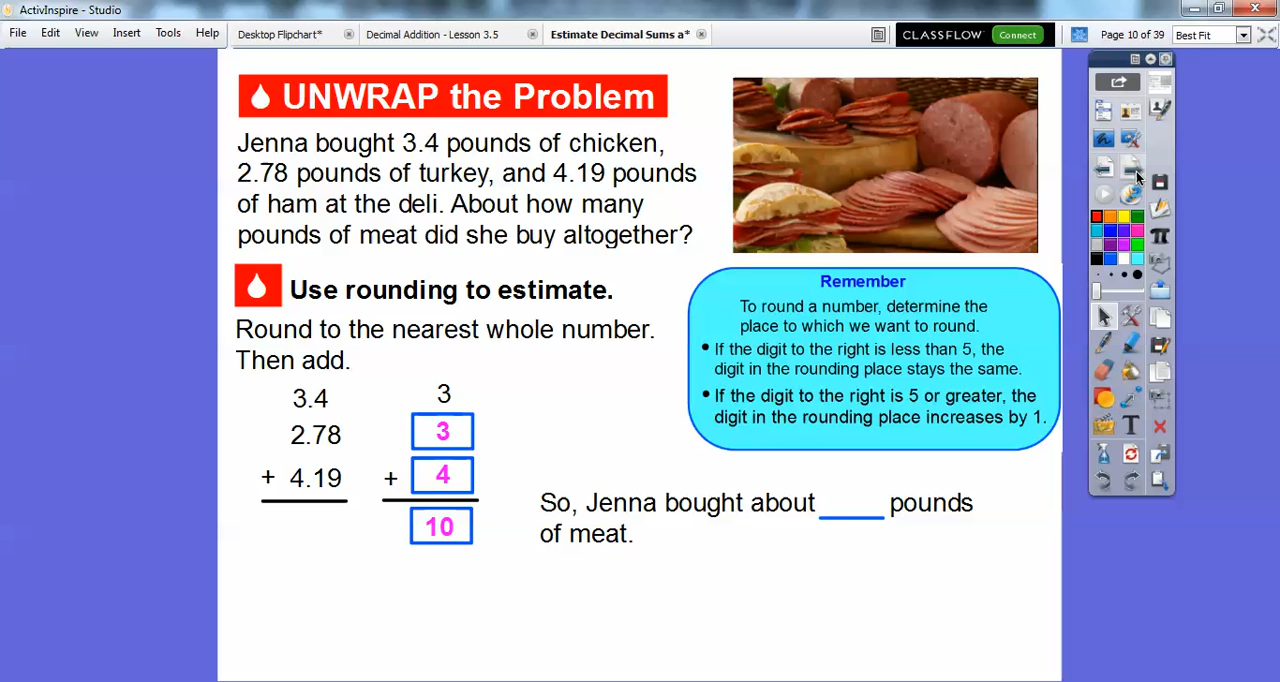 ActivInspire - Studio
File Edit View Insert Tools Help
Desktop Flipchart*
Decimal Addition - Lesson 3.5
Estimate Decimal Sums a*
CLASSFLOW Connect
Page 10 of 39
Best Fit
UNWRAP the Problem
Jenna bought 3.4 pounds of chicken,
2.78 pounds of turkey, and 4.19 pounds
of ham at the deli. About how many
pounds of meat did she buy altogether?
Use rounding to estimate.
Round to the nearest whole number.
Then add.
3.4 3
2.78 3
+ 4.19 + 4
10
Remember
To round a number, determine the
place to which we want to round.
• If the digit to the right is less than 5, the
digit in the rounding place stays the same.
• If the digit to the right is 5 or greater, the
digit in the rounding place increases by 1.
So, Jenna bought about ____ pounds
of meat.